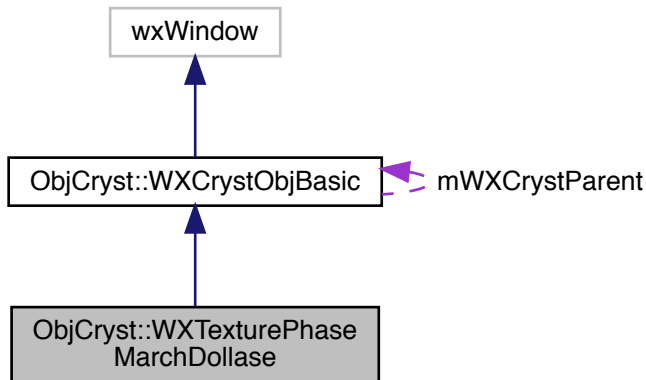 wxWindow
ObjCryst::WXCrystObjBasic
mWXCrystParent
ObjCryst::WXTexturePhase
MarchDollase